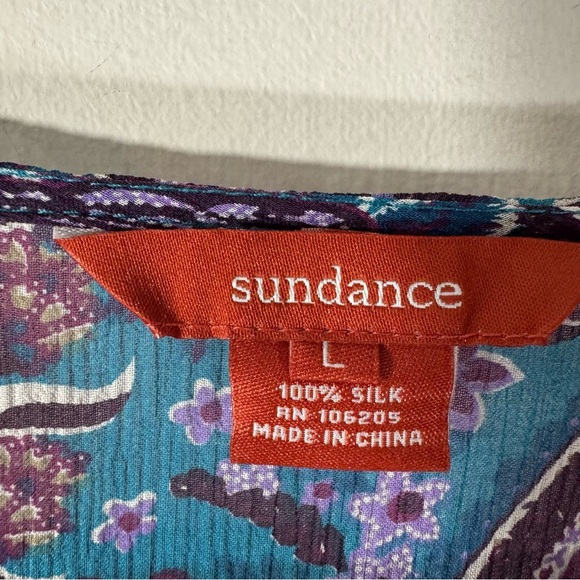 sundance
L
100% SILK
RN 106205
MADE IN CHINA